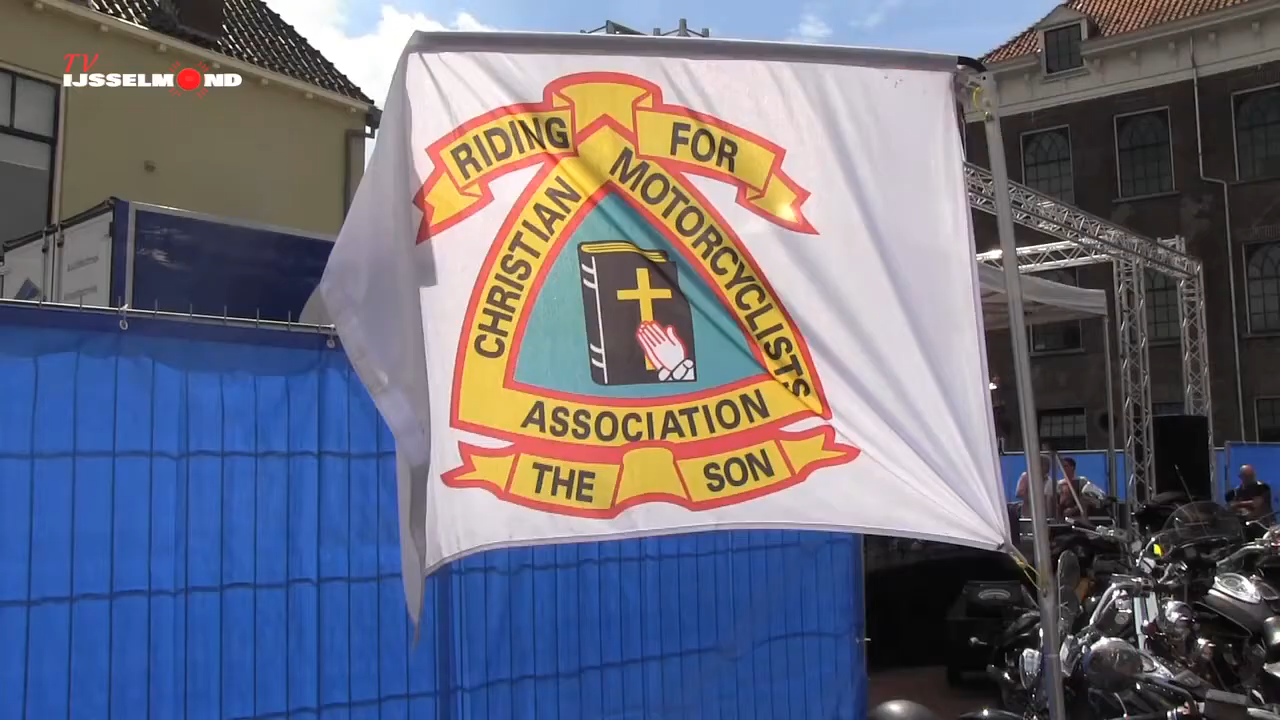 TV
IJSSELMOND
RIDING FOR
CHRISTIAN
MOTORCYCLISTS
ASSOCIATION
THE SON